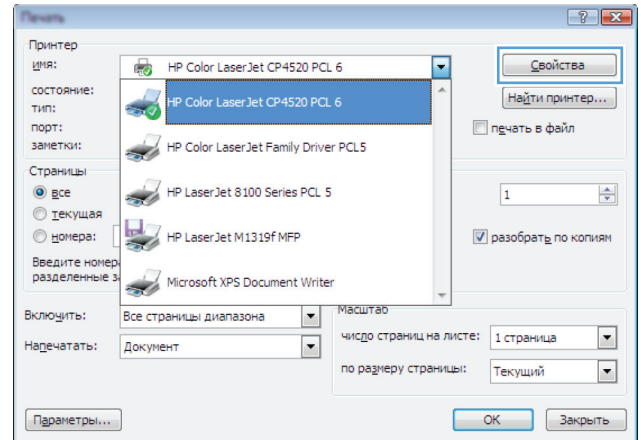 Печать
Принтер
имя:
HP Color LaserJet CP4520 PCL 6
Свойства
состояние:
HP Color LaserJet CP4520 PCL 6
Найти принтер...
тип:
порт:
HP Color LaserJet Family Driver PCL5
печать в файл
заметки:
Страницы
все
HP LaserJet 8100 Series PCL 5
1
текущая
номера:
HP LaserJet M1319f MFP
разобрать по копиям
Введите
разделенные
Microsoft XPS Document Writer
Включить:
Все страницы диапазона
Масштаб
число страниц на листе:
1 страница
Напечатать:
Документ
по размеру страницы:
Текущий
Параметры...
OK
Закрыть